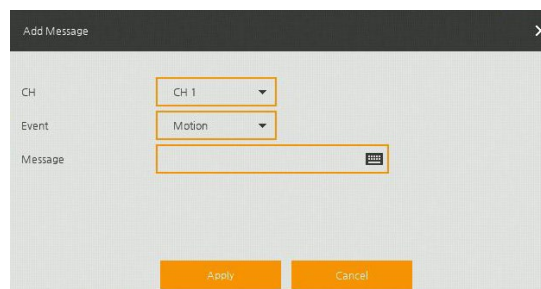 Add Message
CH CH 1
Event Motion
Message
Apply Cancel